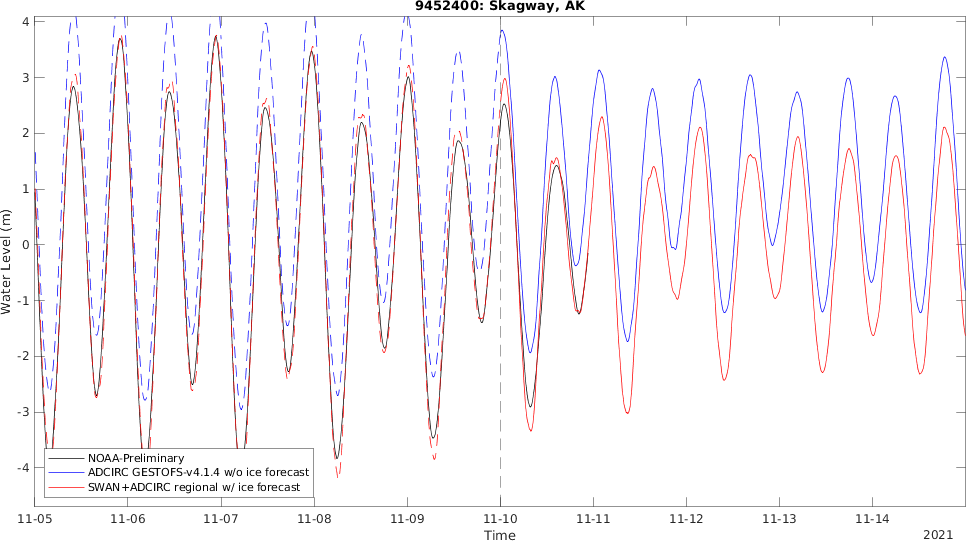 9452400: Skagway, AK
4
3
2
1
0
-1
-2
-3
-4
Water Level (m)
NOAA-Preliminary
ADCIRC GESTOFS-v4.1.4 w/o ice forecast
SWAN+ADCIRC regional w/ ice forecast
11-05 11-06 11-07 11-08 11-09 11-10 11-11 11-12 11-13 11-14
Time
2021